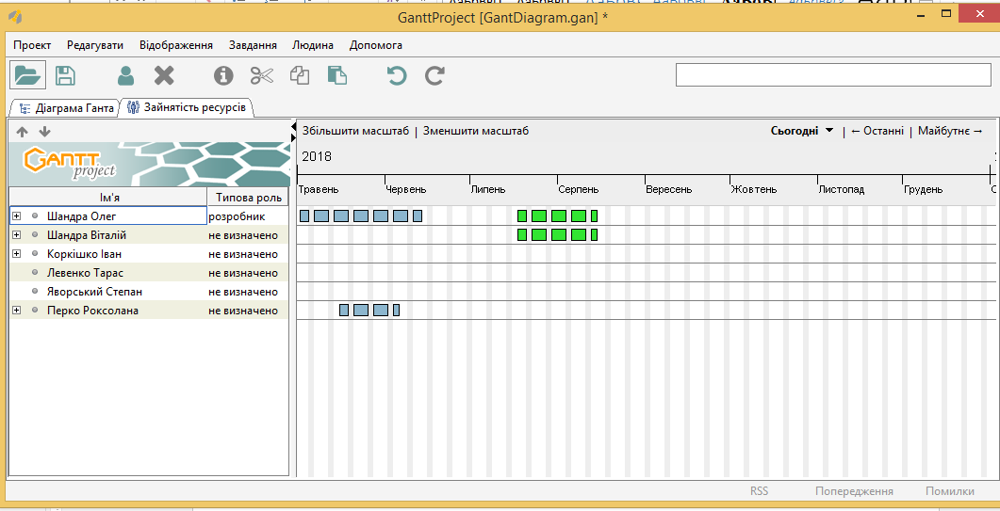 GanttProject [GantDiagram.gan] *
Проект Редагувати Відображення Завдання Людина Допомога
Діаграма Ганта Зайнятість ресурсів
Збільшити масштаб | Зменшити масштаб Сьогодні | ← Останні | Майбутнє →
GANTT project
2018
Травень Червень Липень Серпень Вересень Жовтень Листопад Грудень
Ім'я Типова роль
Шандра Олег розробник
Шандра Віталій не визначено
Коркішко Іван не визначено
Левенко Тарас не визначено
Яворський Степан не визначено
Перко Роксолана не визначено
RSS Попередження Помилки